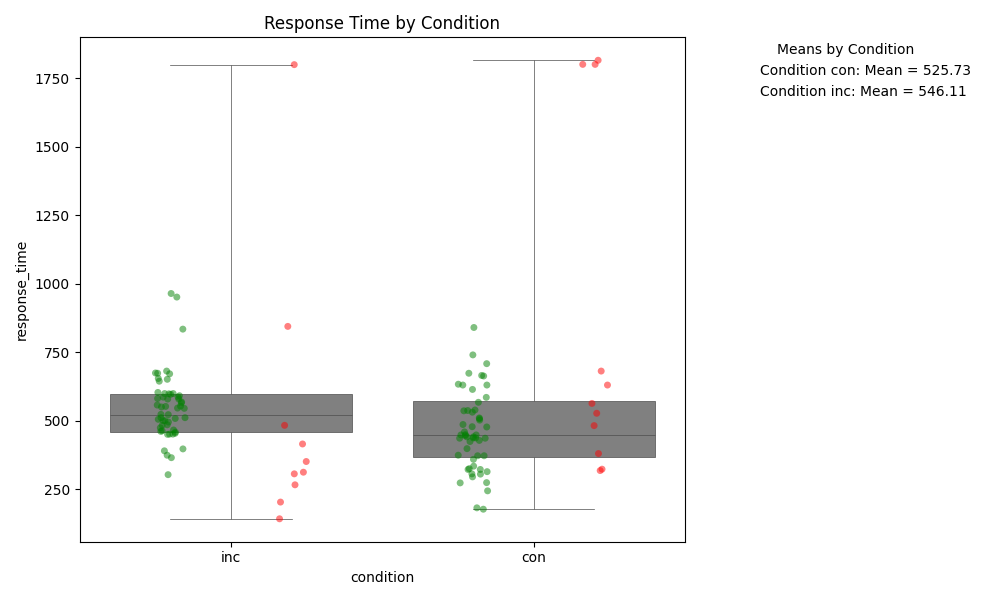 Response Time by Condition
Means by Condition
Condition con: Mean = 525.73
Condition inc: Mean = 546.11
response_time
1750
1500
1250
1000
750
500
250
inc
con
condition